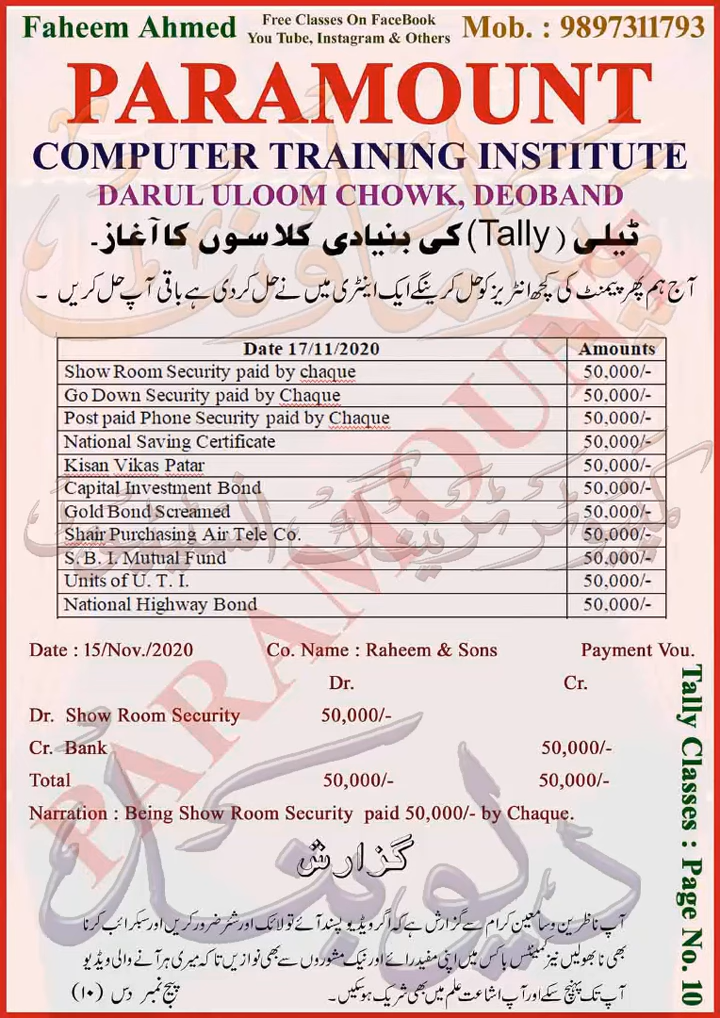 Faheem Ahmed
Free Classes On FaceBook
You Tube, Instagram & Others
Mob. : 9897311793
PARAMOUNT
COMPUTER TRAINING INSTITUTE
DARUL ULOOM CHOWK, DEOBAND
ٹیلی (Tally) کی بنیادی کلاسوں کا آغاز۔
آج ہم پھر پیمنٹ کی کچھ انٹریز کو حل کرینگے ایک اینٹری میں نے حل کردی ہے باقی آپ حل کریں ۔
Date 17/11/2020 Amounts
Show Room Security paid by chaque 50,000/-
Go Down Security paid by Chaque 50,000/-
Post paid Phone Security paid by Chaque 50,000/-
National Saving Certificate 50,000/-
Kisan Vikas Patar 50,000/-
Capital Investment Bond 50,000/-
Gold Bond Screamed 50,000/-
Shair Purchasing Air Tele Co. 50,000/-
S. B. I. Mutual Fund 50,000/-
Units of U. T. I. 50,000/-
National Highway Bond 50,000/-
Date : 15/Nov./2020 Co. Name : Raheem & Sons Payment Vou.
Dr. Cr.
Dr. Show Room Security 50,000/-
Cr. Bank 50,000/-
Total 50,000/- 50,000/-
Narration : Being Show Room Security paid 50,000/- by Chaque.
گزارش
آپ ناظرین وسامعین کرام سے گزارش ہے کہ اگر ویڈیو پسند آئے تو لائک اور شئر ضرور کریں اور سبکرائب کرنا
بھی نا بھولیں نیز کمینٹس باکس میں اپنی مفید رائے اور نیک مشوروں سے بھی نوازیں تا کہ میری ہر آنے والی ویڈیو
آپ تک پہنچ سکے اور آپ اشاعت علم میں بھی شریک ہوسکیں۔ پیج نمبر دس (۱۰)
Tally Classes : Page No. 10
PARAMOUNT
پیراماؤنٹ
کمپیوٹر ٹریننگ انسٹی
دیوبند